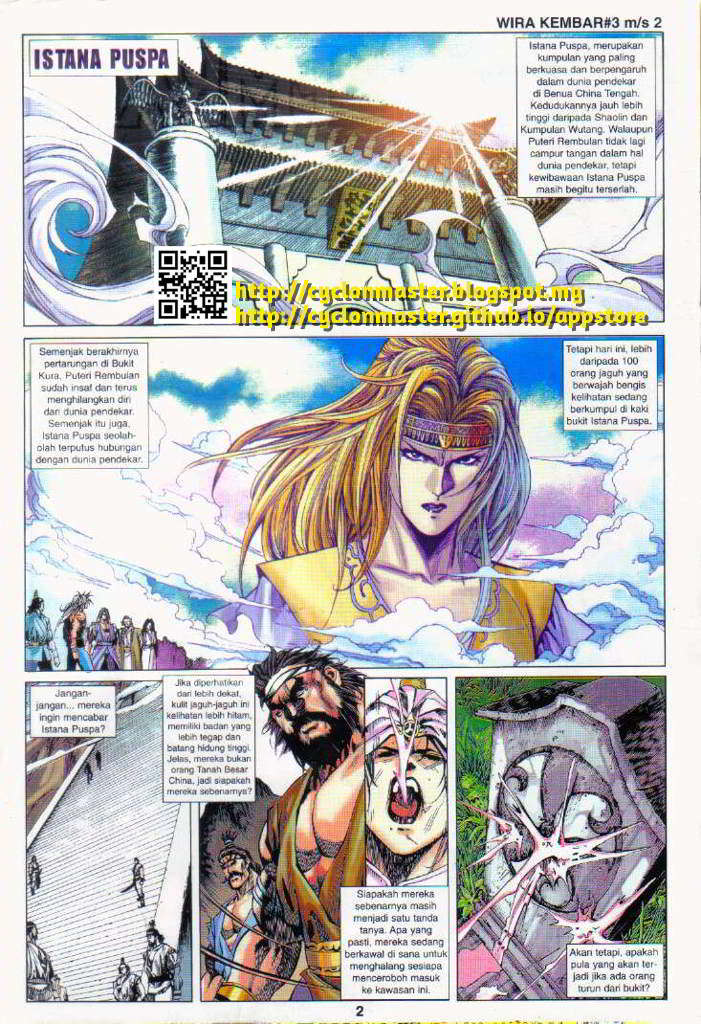 WIRA KEMBAR#3 m/s 2
ISTANA PUSPA
Istana Puspa, merupakan
kumpulan yang paling
berkuasa dan berpengaruh
dalam dunia pendekar
di Benua China Tengah.
Kedudukannya jauh lebih
tinggi daripada Shaolin dan
Kumpulan Wutang. Walaupun
Puteri Rembulan tidak lagi
campur tangan dalam hal
dunia pendekar, tetapi
kewibawaan Istana Puspa
masih begitu terserlah.
http://cyclonmaster.blogspot.my
http://cyclonmaster.github.io/appstore
Semenjak berakhirnya
pertarungan di Bukit
Kura, Puteri Rembulan
sudah insaf dan terus
menghilangkan diri
dari dunia pendekar.
Semenjak itu juga,
Istana Puspa seolah-
olah terputus hubungan
dengan dunia pendekar.
Tetapi hari ini, lebih
daripada 100
orang jaguh yang
berwajah bengis
kelihatan sedang
berkumpul di kaki
bukit Istana Puspa.
Jangan-
jangan... mereka
ingin mencabar
Istana Puspa?
Jika diperhatikan
dari lebih dekat,
kulit jaguh-jaguh ini
kelihatan lebih hitam,
memiliki badan yang
lebih tegap dan
batang hidung tinggi.
Jelas, mereka bukan
orang Tanah Besar
China, jadi siapakah
mereka sebenarnya?
Siapakah mereka
sebenarnya masih
menjadi satu tanda
tanya. Apa yang
pasti, mereka sedang
berkawal di sana untuk
menghalang sesiapa
menceroboh masuk
ke kawasan ini.
Akan tetapi, apakah
pula yang akan ter-
jadi jika ada orang
turun dari bukit?
2